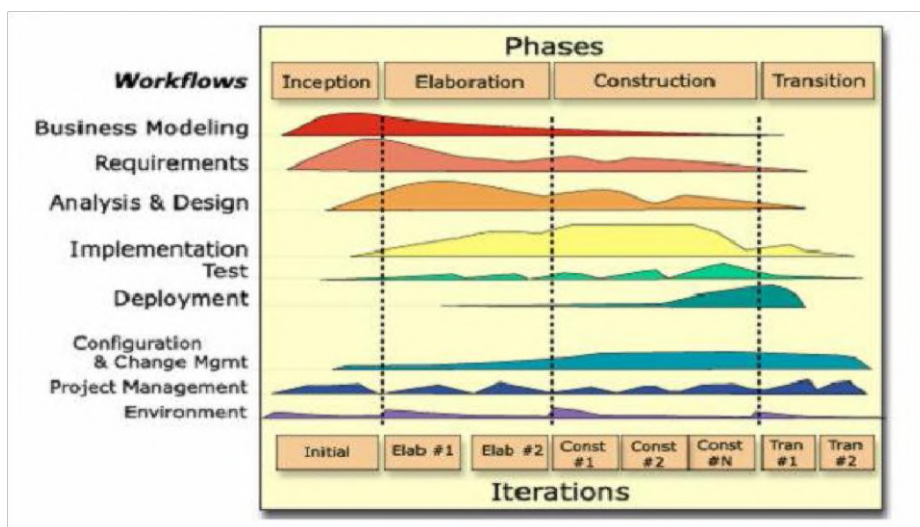 Phases
Workflows Inception Elaboration Construction Transition
Business Modeling
Requirements
Analysis & Design
Implementation
Test
Deployment
Configuration
& Change Mgmt
Project Management
Environment
Initial Elab #1 Elab #2 Const #1 Const #2 Const #N Tran #1 Tran #2
Iterations